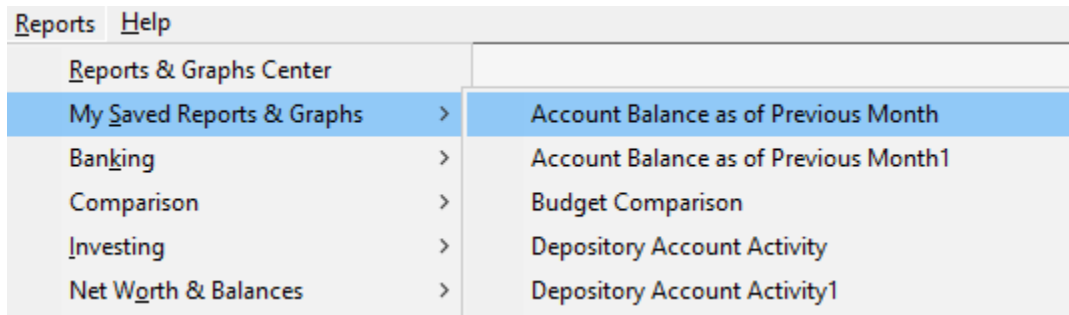 Reports Help
Reports & Graphs Center
My Saved Reports & Graphs > Account Balance as of Previous Month
Banking > Account Balance as of Previous Month1
Comparison > Budget Comparison
Investing > Depository Account Activity
Net Worth & Balances > Depository Account Activity1